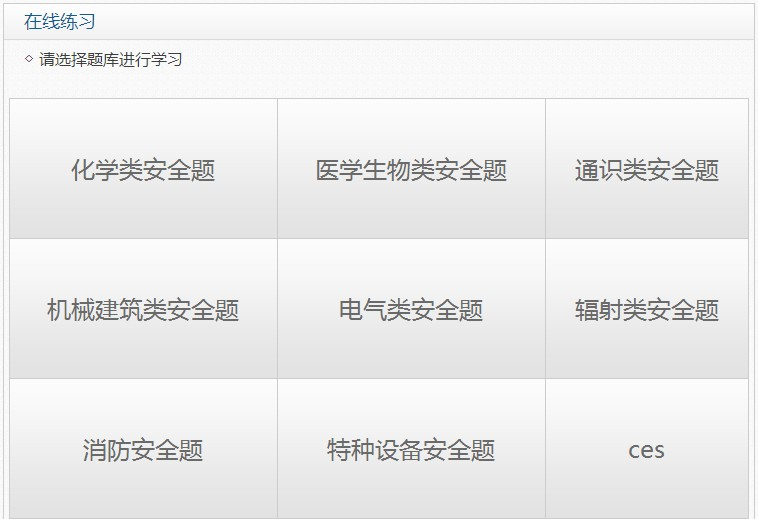 在线练习
请选择题库进行学习
化学类安全题
医学生物类安全题
通识类安全题
机械建筑类安全题
电气类安全题
辐射类安全题
消防安全题
特种设备安全题
ces